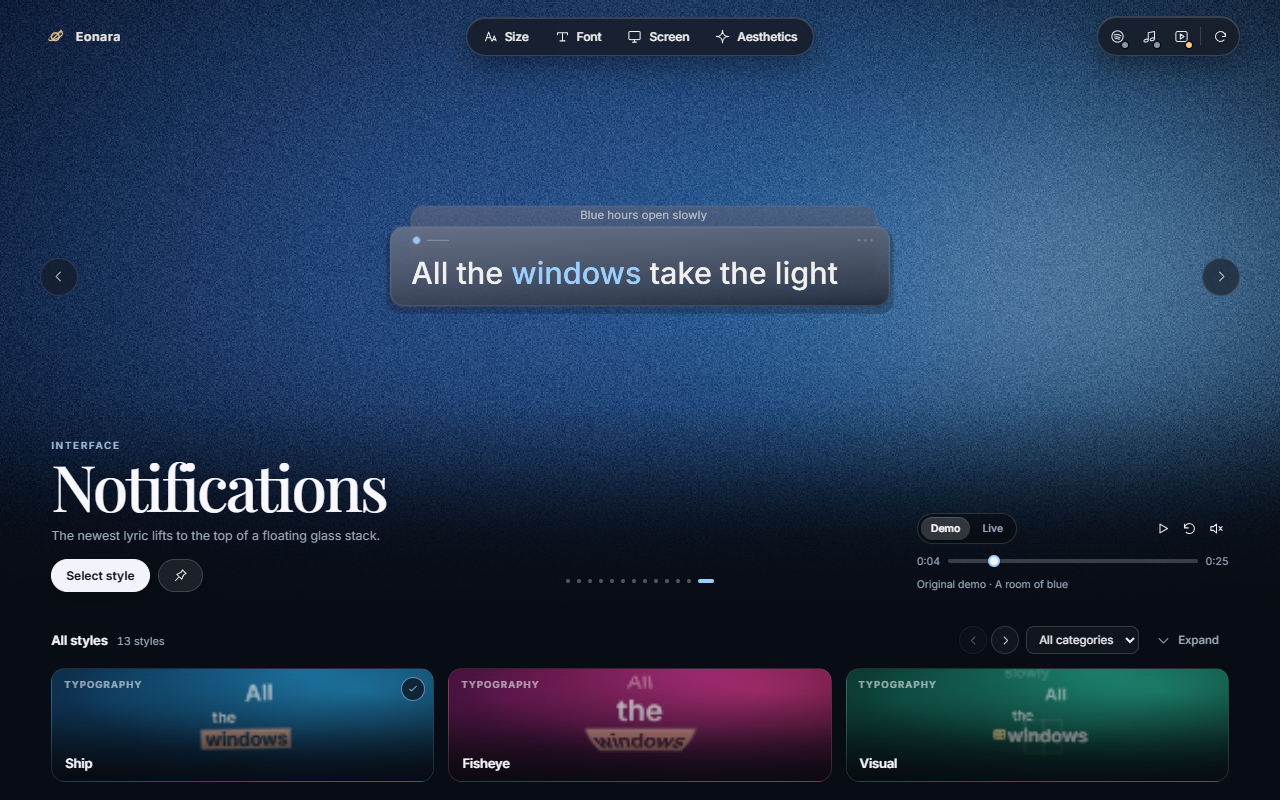 Eonara
Size Font Screen Aesthetics
Blue hours open slowly
All the windows take the light
INTERFACE
Notifications
The newest lyric lifts to the top of a floating glass stack.
Select style
Demo Live
0:04 0:25
Original demo · A room of blue
All styles 13 styles
All categories Expand
TYPOGRAPHY
All
the
windows
Ship
TYPOGRAPHY
All
the
windows
Fisheye
TYPOGRAPHY
slowly
All
the
windows
Visual